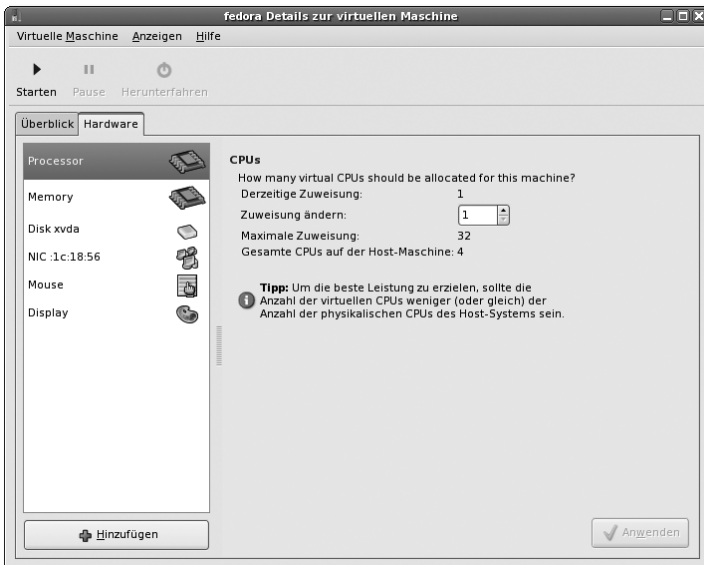 fedora Details zur virtuellen Maschine
Virtuelle Maschine Anzeigen Hilfe
Starten Pause Herunterfahren
Überblick Hardware
Processor
Memory
Disk xvda
NIC :1c:18:56
Mouse
Display
Hinzufügen
CPUs
How many virtual CPUs should be allocated for this machine?
Derzeitige Zuweisung: 1
Zuweisung ändern: 1
Maximale Zuweisung: 32
Gesamte CPUs auf der Host-Maschine: 4
Tipp: Um die beste Leistung zu erzielen, sollte die
Anzahl der virtuellen CPUs weniger (oder gleich) der
Anzahl der physikalischen CPUs des Host-Systems sein.
Anwenden